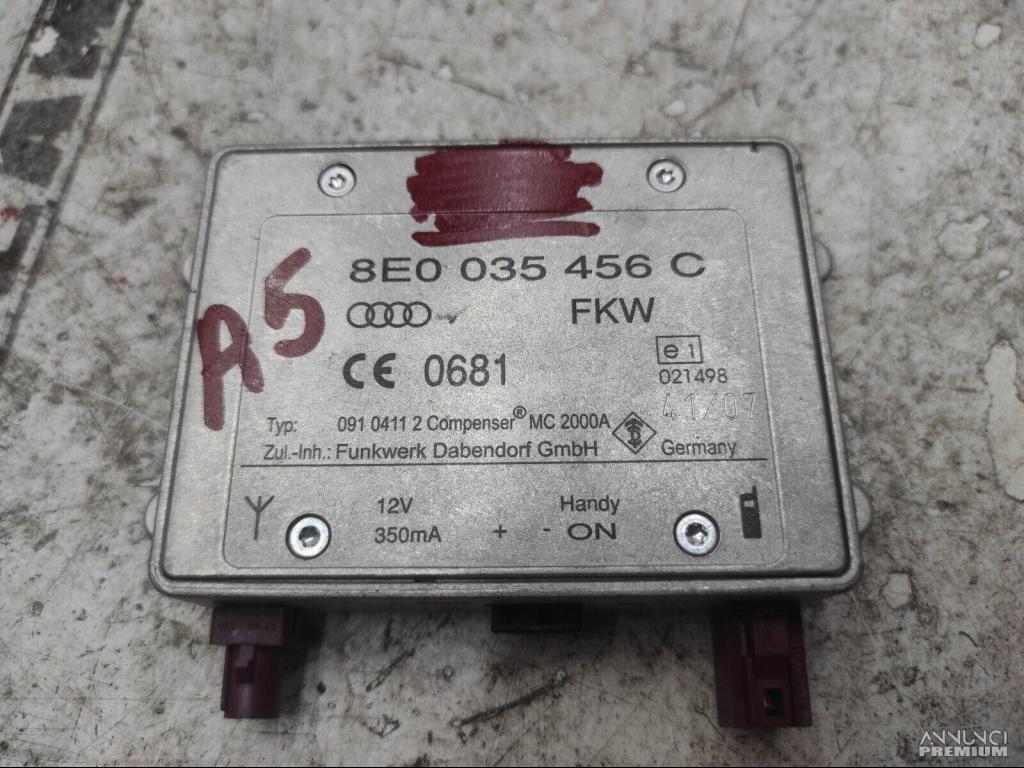 A5
8E0 035 456 C
FKW
CE 0681
e1
021498
41/07
Typ: 091 0411 2 Compenser® MC 2000A
Zul.-Inh.: Funkwerk Dabendorf GmbH Germany
12V Handy
350mA + - ON
ANNUNCI
PREMIUM